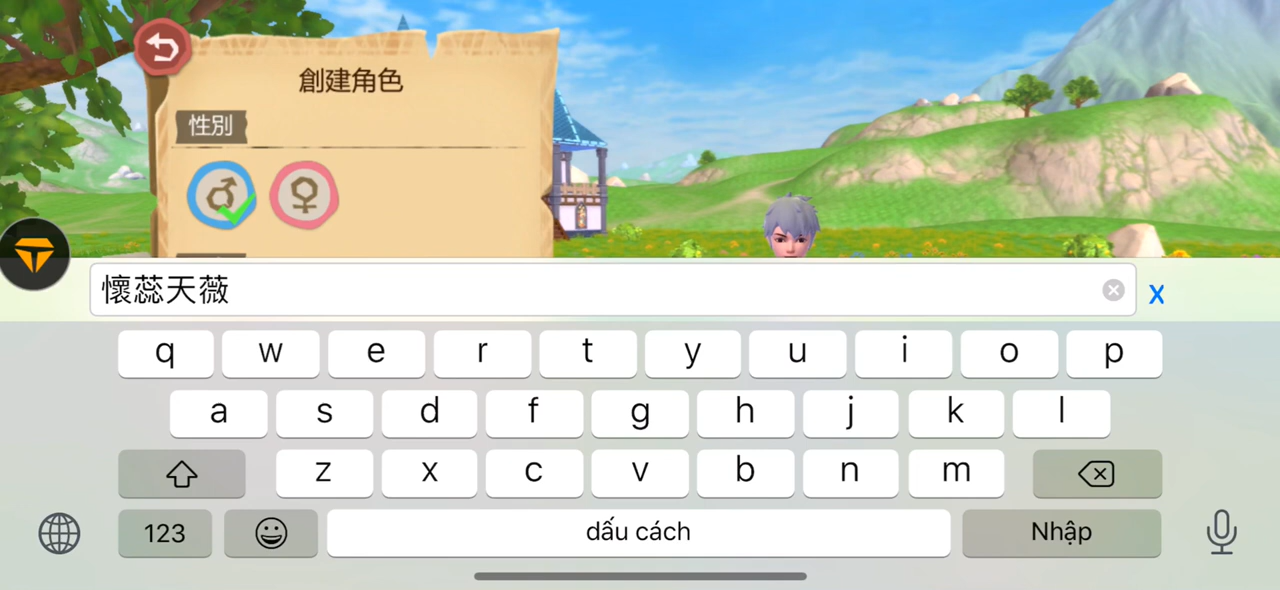 創建角色
性別
懷蕊天薇
X
q w e r t y u i o p
a s d f g h j k l
z x c v b n m
123 dấu cách Nhập